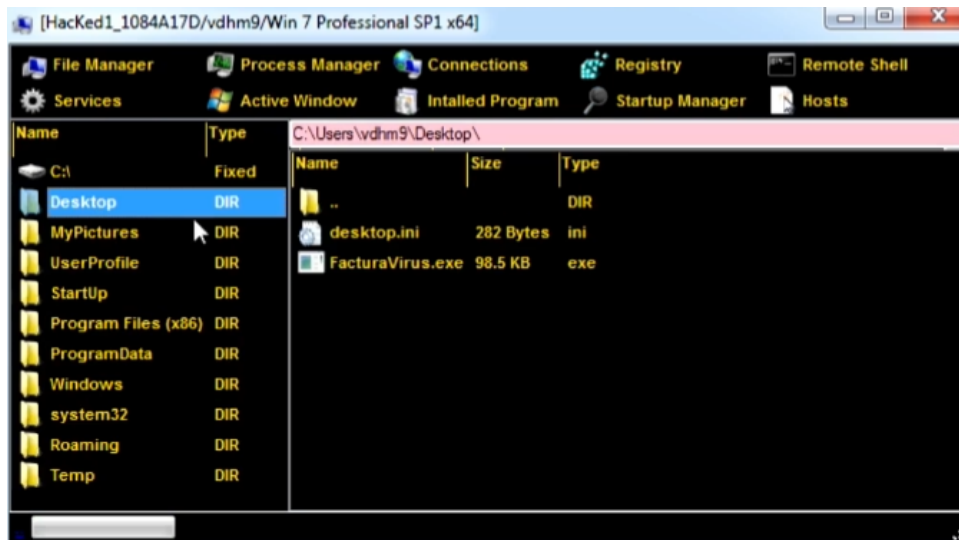 [HacKed1_1084A17D/vdhm9/Win 7 Professional SP1 x64]
File Manager Process Manager Connections Registry Remote Shell
Services Active Window Intalled Program Startup Manager Hosts
Name Type C:\Users\vdhm9\Desktop\
C:\ Fixed Name Size Type
Desktop DIR .. DIR
MyPictures DIR desktop.ini 282 Bytes ini
UserProfile DIR FacturaVirus.exe 98.5 KB exe
StartUp DIR
Program Files (x86) DIR
ProgramData DIR
Windows DIR
system32 DIR
Roaming DIR
Temp DIR